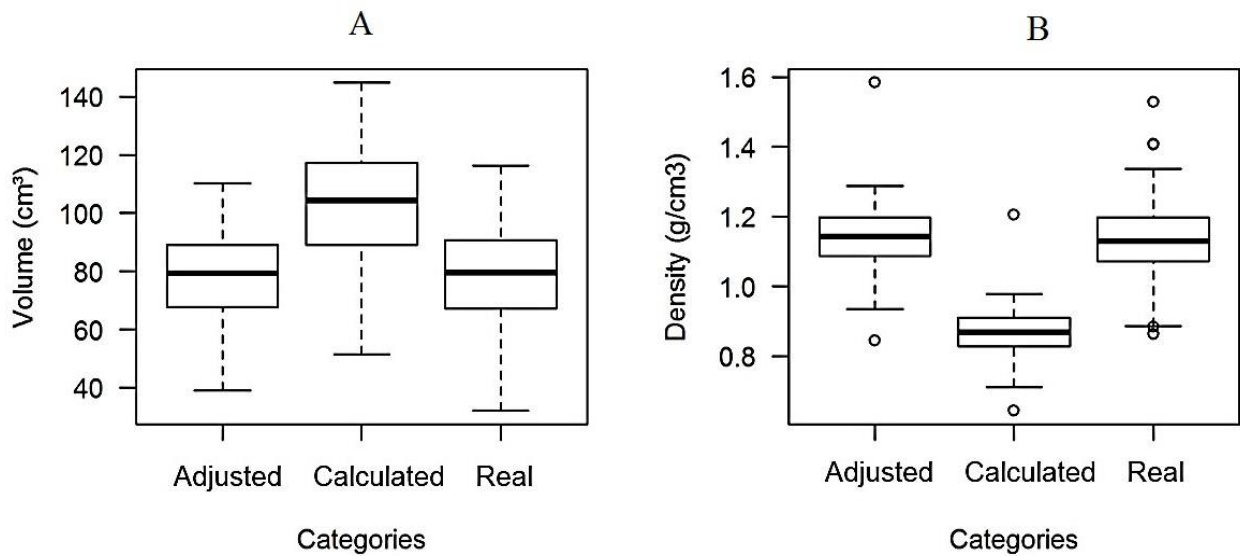 A
Volume (cm³)
140
120
100
80
60
40
Adjusted
Calculated
Real
Categories
B
Density (g/cm3)
1.6
1.4
1.2
1.0
0.8
Adjusted
Calculated
Real
Categories